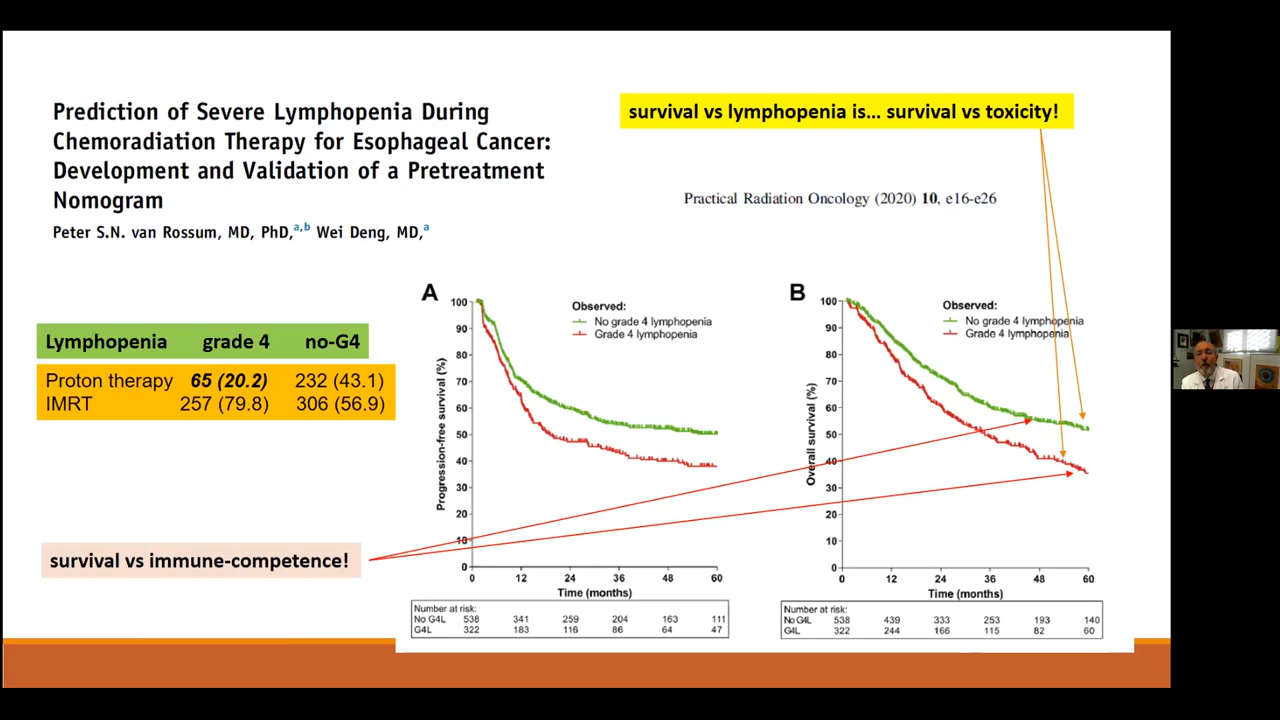 Prediction of Severe Lymphopenia During
Chemoradiation Therapy for Esophageal Cancer:
Development and Validation of a Pretreatment
Nomogram
Peter S.N. van Rossum, MD, PhD,a,b Wei Deng, MD,a
survival vs lymphopenia is... survival vs toxicity!
Practical Radiation Oncology (2020) 10, e16-e26
Lymphopenia grade 4 no-G4
Proton therapy 65 (20.2) 232 (43.1)
IMRT 257 (79.8) 306 (56.9)
survival vs immune-competence!
A
Observed:
No grade 4 lymphopenia
Grade 4 lymphopenia
Progression-free survival (%)
100
90
80
70
60
50
40
30
20
10
0
0 12 24 36 48 60
Time (months)
Number at risk:
No G4L 538 341 259 204 163 111
G4L 322 183 116 86 64 47
B
Observed:
No grade 4 lymphopenia
Grade 4 lymphopenia
Overall survival (%)
100
90
80
70
60
50
40
30
20
10
0
0 12 24 36 48 60
Time (months)
Number at risk:
No G4L 538 439 333 253 193 140
G4L 322 244 166 115 82 60